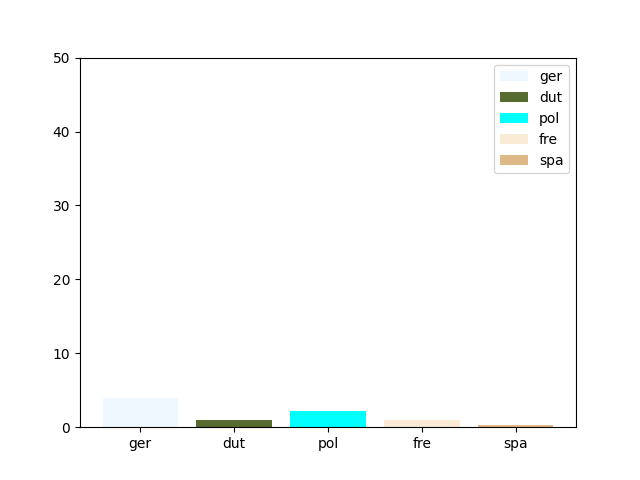 50
40
30
20
10
0
ger
dut
pol
fre
spa
ger dut pol fre spa